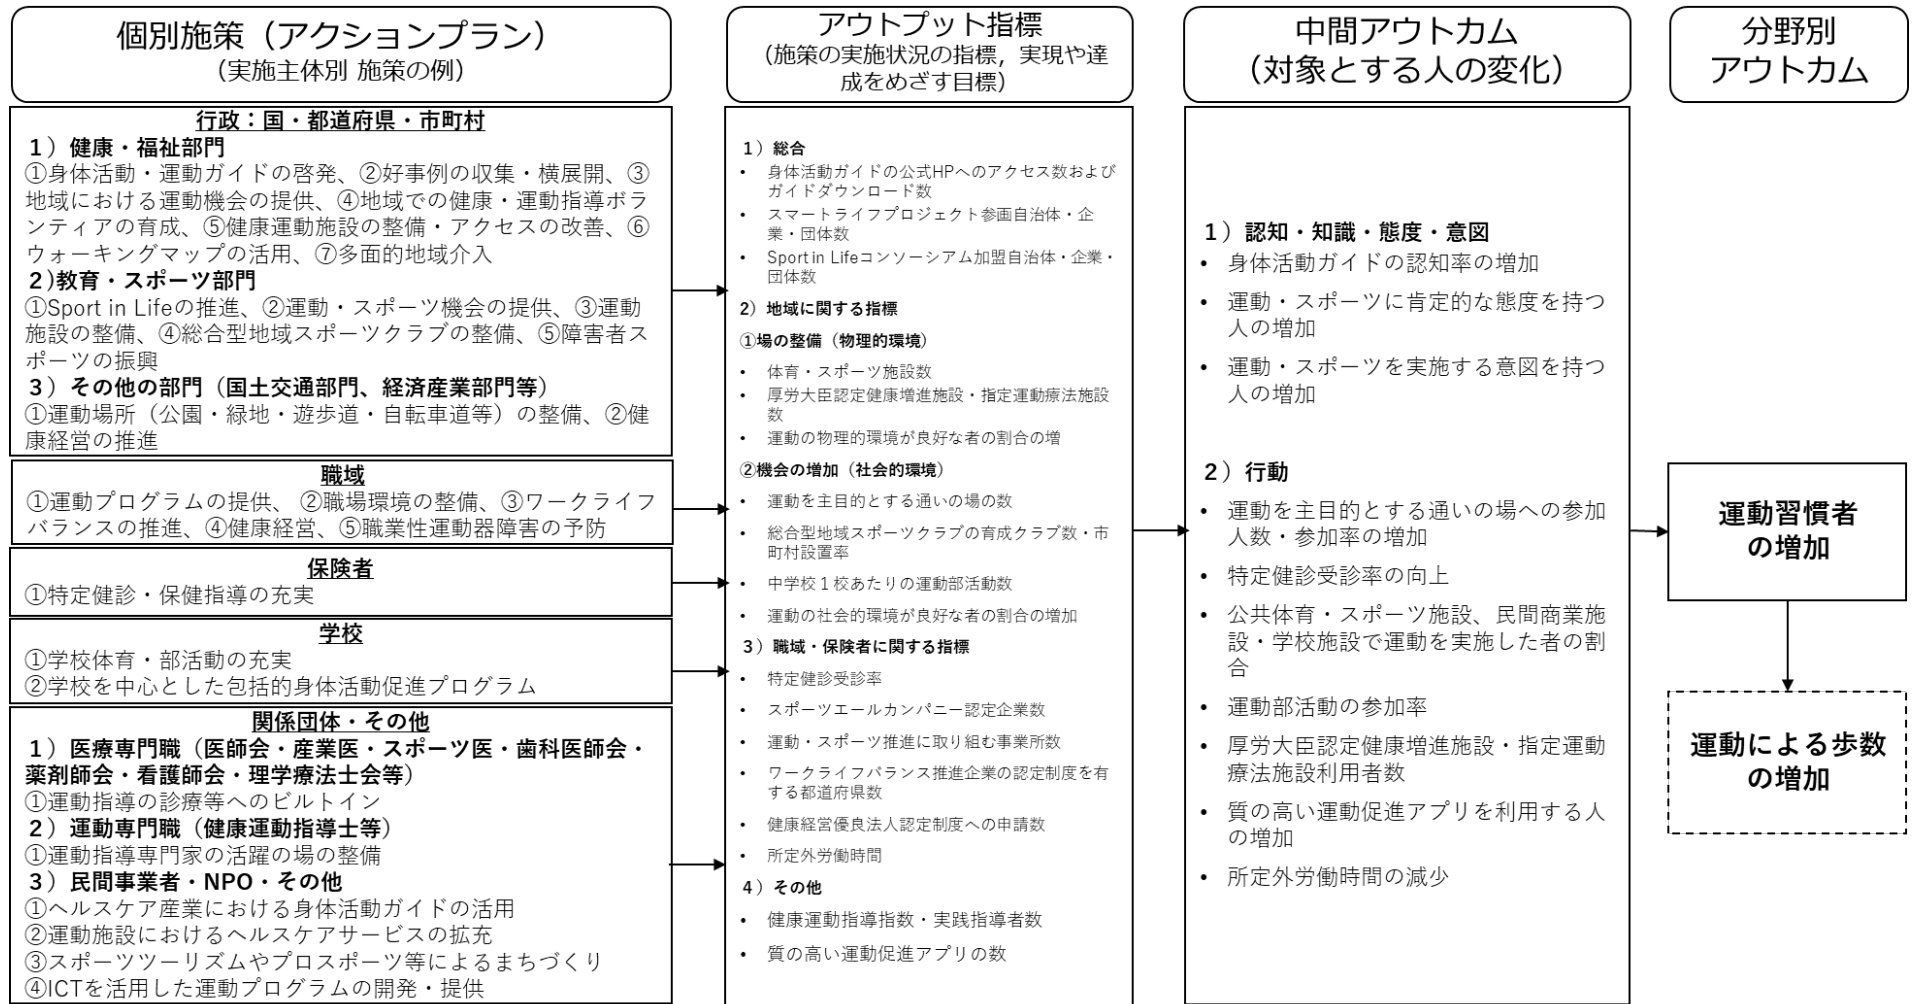 個別施策（アクションプラン）
（実施主体別 施策の例）
行政：国・都道府県・市町村
１）健康・福祉部門
①身体活動・運動ガイドの啓発、②好事例の収集・横展開、③
地域における運動機会の提供、④地域での健康・運動指導ボラ
ンティアの育成、⑤健康運動施設の整備・アクセスの改善、⑥
ウォーキングマップの活用、⑦多面的地域介入
２)教育・スポーツ部門
①Sport in Lifeの推進、②運動・スポーツ機会の提供、③運動
施設の整備、④総合型地域スポーツクラブの整備、⑤障害者ス
ポーツの振興
３）その他の部門（国土交通部門、経済産業部門等）
①運動場所（公園・緑地・遊歩道・自転車道等）の整備、②健
康経営の推進
職域
①運動プログラムの提供、 ②職場環境の整備、③ワークライフ
バランスの推進、④健康経営、⑤職業性運動器障害の予防
保険者
①特定健診・保健指導の充実
学校
①学校体育・部活動の充実
②学校を中心とした包括的身体活動促進プログラム
関係団体・その他
１）医療専門職（医師会・産業医・スポーツ医・歯科医師会・
薬剤師会・看護師会・理学療法士会等）
①運動指導の診療等へのビルトイン
２）運動専門職（健康運動指導士等）
①運動指導専門家の活躍の場の整備
３）民間事業者・NPO・その他
①ヘルスケア産業における身体活動ガイドの活用
②運動施設におけるヘルスケアサービスの拡充
③スポーツツーリズムやプロスポーツ等によるまちづくり
④ICTを活用した運動プログラムの開発・提供
アウトプット指標
（施策の実施状況の指標，実現や達
成をめざす目標）
１）総合
• 身体活動ガイドの公式HPへのアクセス数および
ガイドダウンロード数
• スマートライフプロジェクト参画自治体・企
業・団体数
• Sport in Lifeコンソーシアム加盟自治体・企業・
団体数
２）地域に関する指標
①場の整備（物理的環境）
• 体育・スポーツ施設数
• 厚労大臣認定健康増進施設・指定運動療法施設
数
• 運動の物理的環境が良好な者の割合の増
②機会の増加（社会的環境）
• 運動を主目的とする通いの場の数
• 総合型地域スポーツクラブの育成クラブ数・市
町村設置率
• 中学校１校あたりの運動部活動数
• 運動の社会的環境が良好な者の割合の増加
３）職域・保険者に関する指標
• 特定健診受診率
• スポーツエールカンパニー認定企業数
• 運動・スポーツ推進に取り組む事業所数
• ワークライフバランス推進企業の認定制度を有
する都道府県数
• 健康経営優良法人認定制度への申請数
• 所定外労働時間
４）その他
• 健康運動指導指数・実践指導者数
• 質の高い運動促進アプリの数
中間アウトカム
（対象とする人の変化）
１）認知・知識・態度・意図
• 身体活動ガイドの認知率の増加
• 運動・スポーツに肯定的な態度を持つ
人の増加
• 運動・スポーツを実施する意図を持つ
人の増加
２）行動
• 運動を主目的とする通いの場への参加
人数・参加率の増加
• 特定健診受診率の向上
• 公共体育・スポーツ施設、民間商業施
設・学校施設で運動を実施した者の割
合
• 運動部活動の参加率
• 厚労大臣認定健康増進施設・指定運動
療法施設利用者数
• 質の高い運動促進アプリを利用する人
の増加
• 所定外労働時間の減少
分野別
アウトカム
運動習慣者
の増加
運動による歩数
の増加